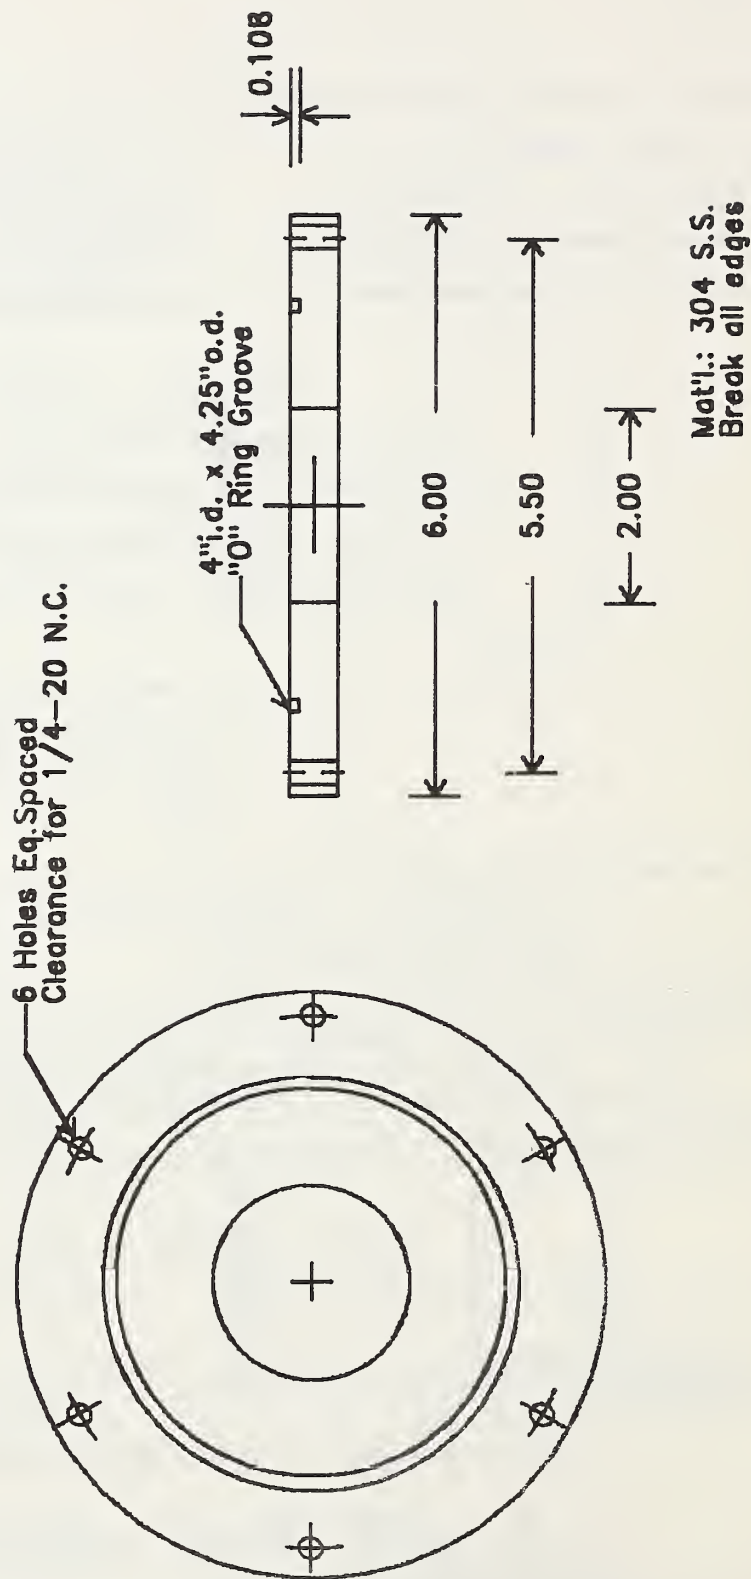 6 Holes Eq.Spaced
Clearance for 1/4-20 N.C.
4"i.d. x 4.25"o.d.
"O" Ring Groove
0.108
6.00
5.50
2.00
Mat'l.: 304 S.S.
Break all edges